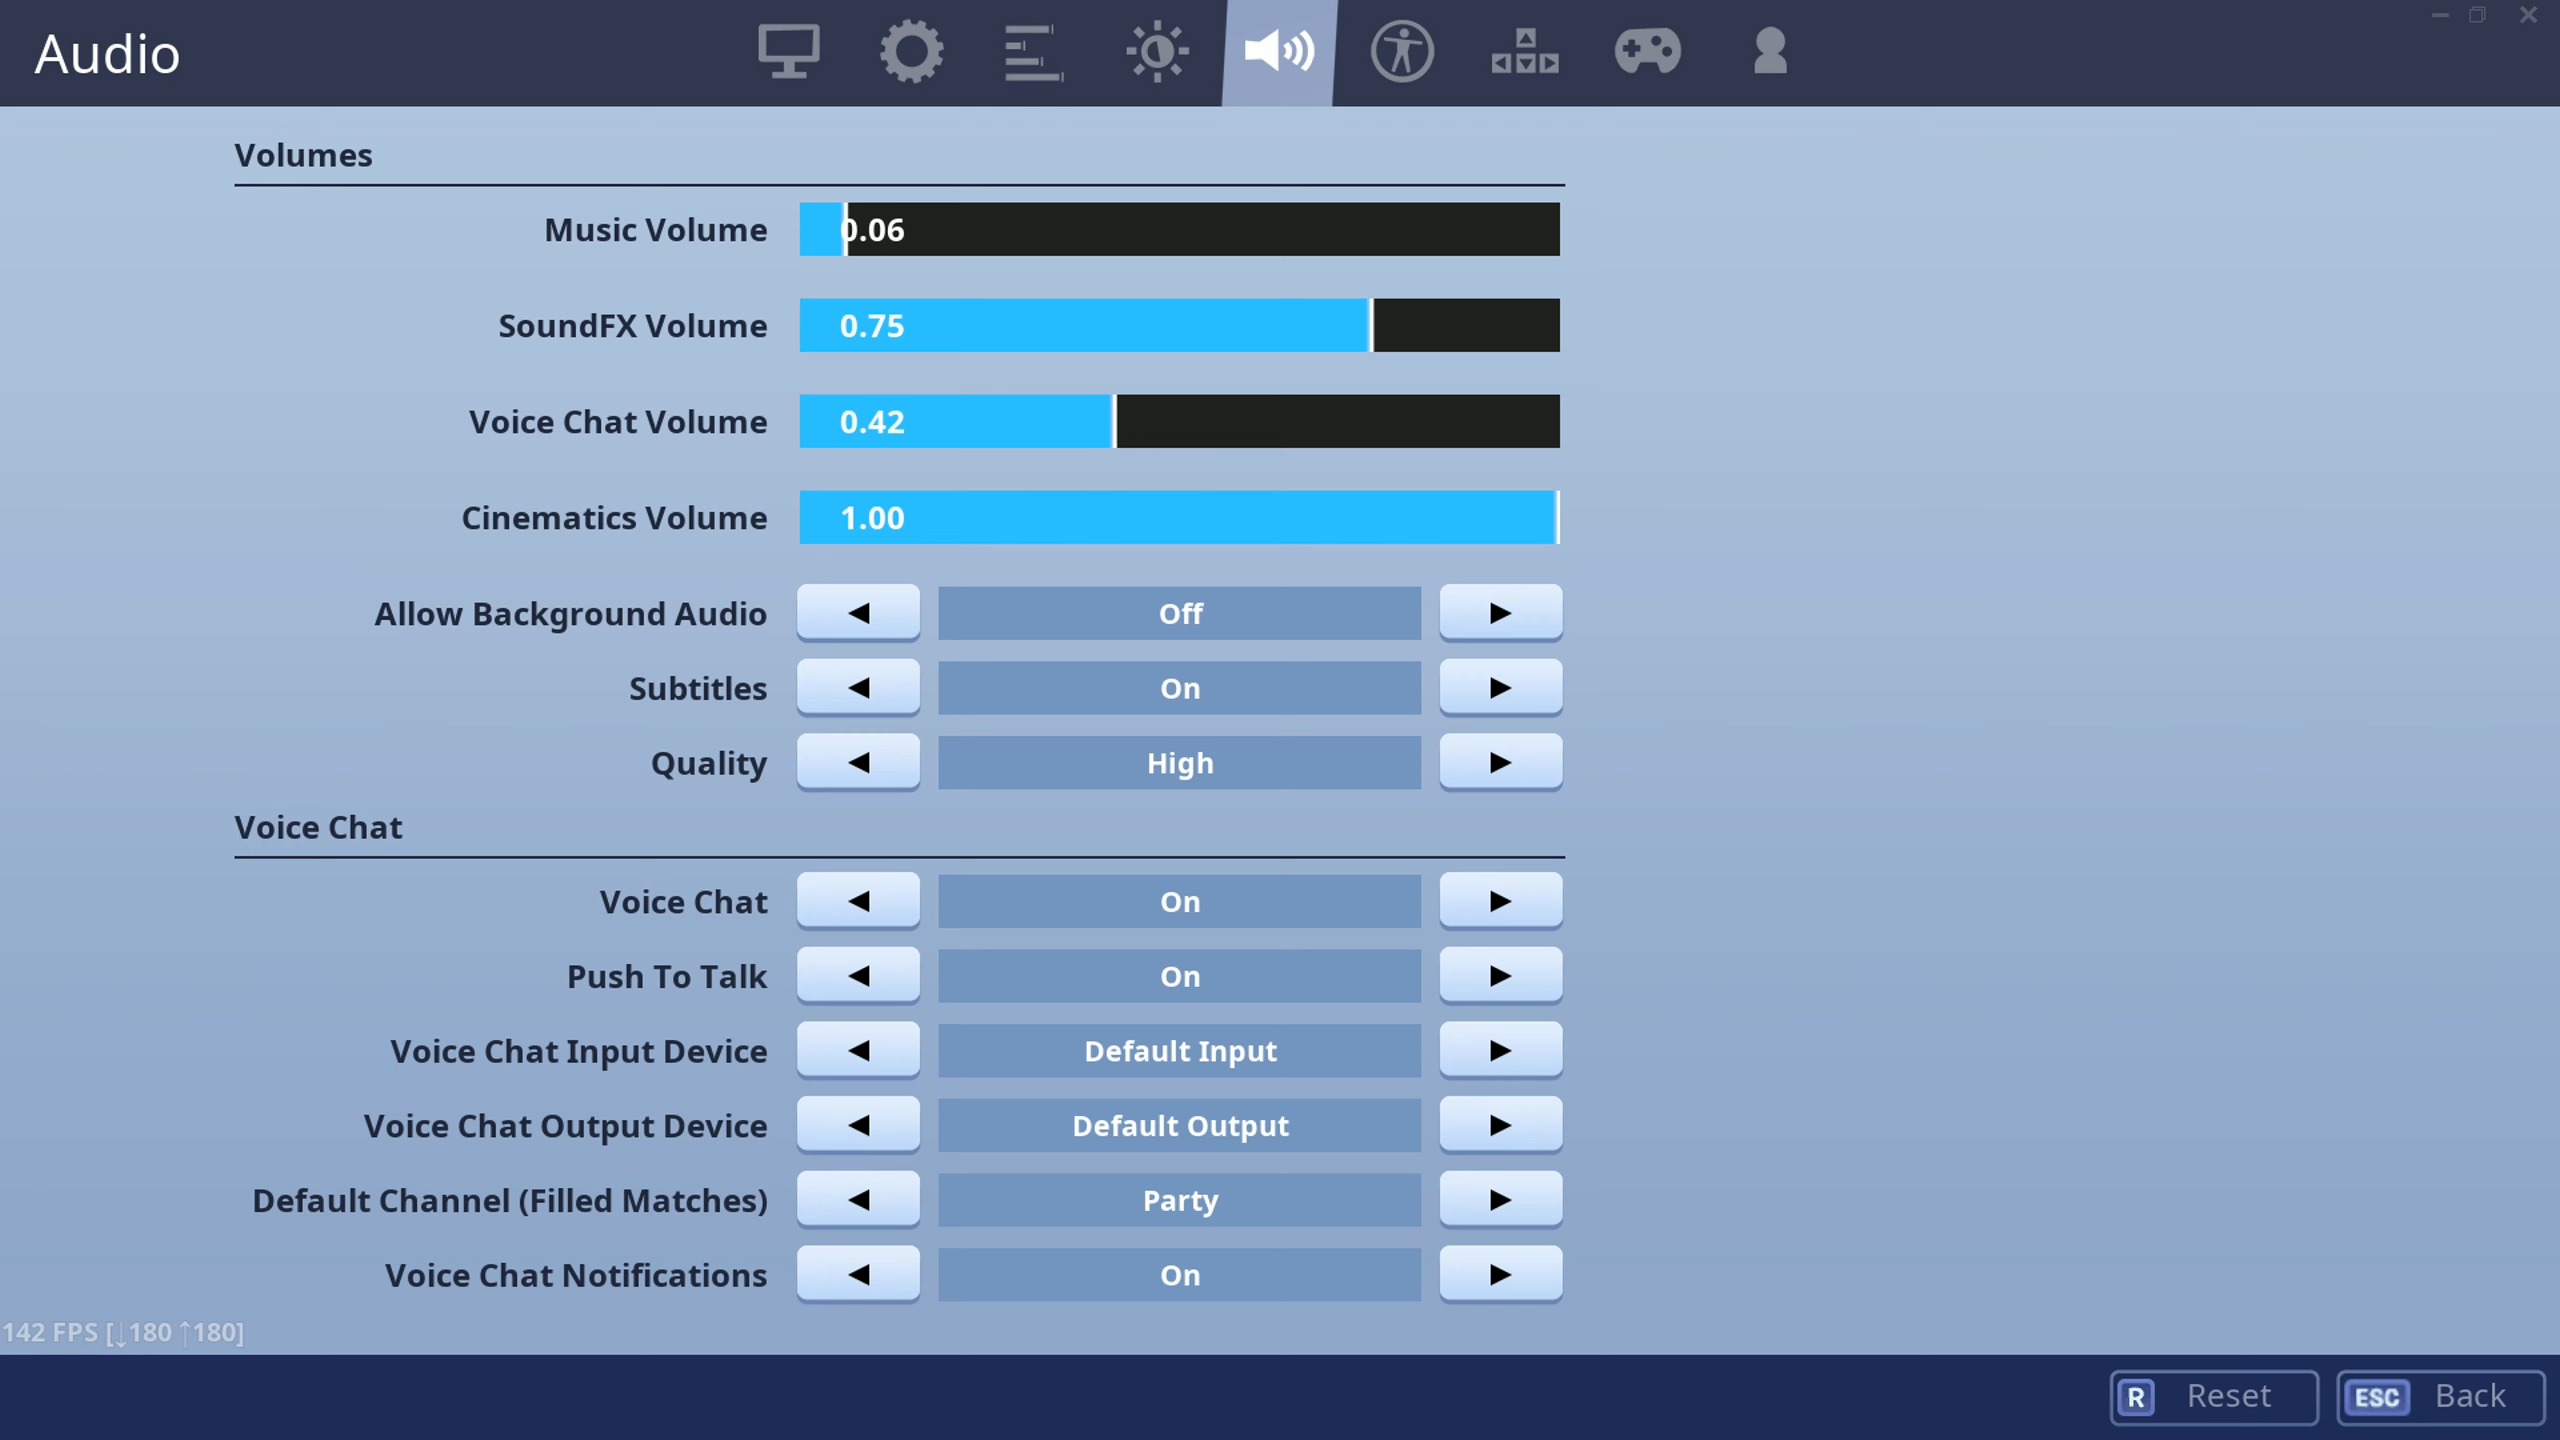 Audio
Volumes
Music Volume 0.06
SoundFX Volume 0.75
Voice Chat Volume 0.42
Cinematics Volume 1.00
Allow Background Audio Off
Subtitles On
Quality High
Voice Chat
Voice Chat On
Push To Talk On
Voice Chat Input Device Default Input
Voice Chat Output Device Default Output
Default Channel (Filled Matches) Party
Voice Chat Notifications On
142 FPS [↓180 ↑180]
R Reset ESC Back